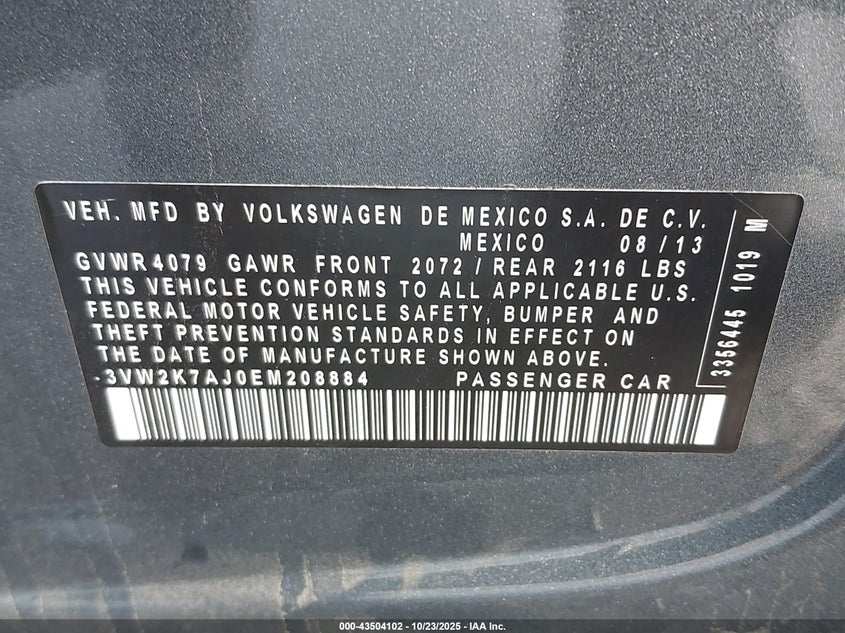 VEH. MFD BY VOLKSWAGEN DE MEXICO S.A. DE C.V.
MEXICO 08/13
GVWR 4079 GAWR FRONT 2072 / REAR 2116 LBS
THIS VEHICLE CONFORMS TO ALL APPLICABLE U.S.
FEDERAL MOTOR VEHICLE SAFETY, BUMPER AND
THEFT PREVENTION STANDARDS IN EFFECT ON
THE DATE OF MANUFACTURE SHOWN ABOVE.
-3VW2K7AJ0EM208884 PASSENGER CAR
3356445 1019 M
000-43504102 - 10/23/2025 - IAA Inc.